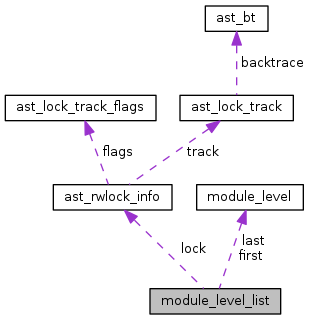 ast_bt
backtrace
ast_lock_track_flags
ast_lock_track
flags
track
ast_rwlock_info
module_level
lock
last
first
module_level_list